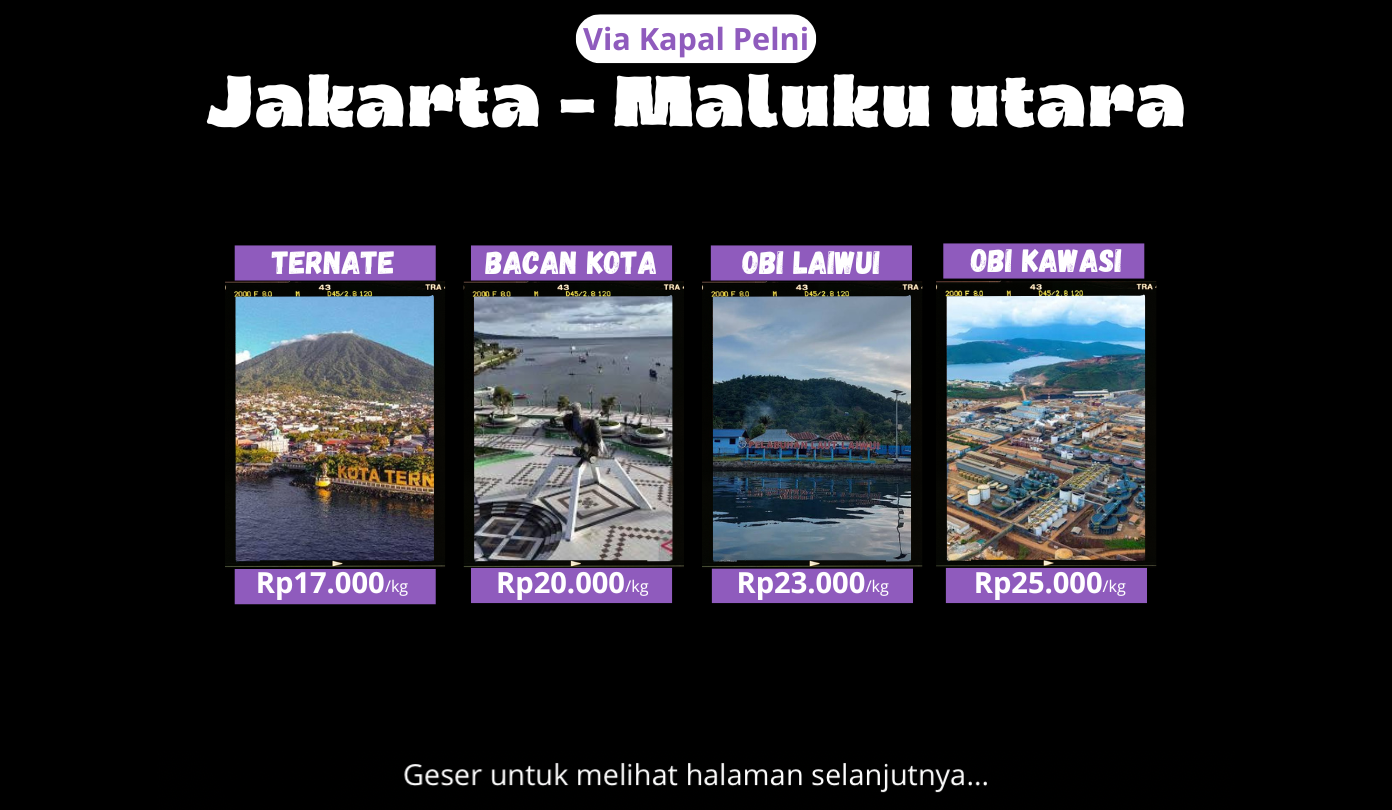 Via Kapal Pelni
Jakarta - Maluku utara
TERNATE
BACAN KOTA
OBI LAIWUI
OBI KAWASI
43 TRA
2000 F 8.0 M D45/2.8 120
43 TRA
2000 F 8.0 M D45/2.8 120
43 TRA
2000 F 8.0 M D45/2.8 120
43 TRA
2000 F 8.0 M D45/2.8 120
KOTA TERN
Rp17.000/kg
Rp20.000/kg
Rp23.000/kg
Rp25.000/kg
Geser untuk melihat halaman selanjutnya...